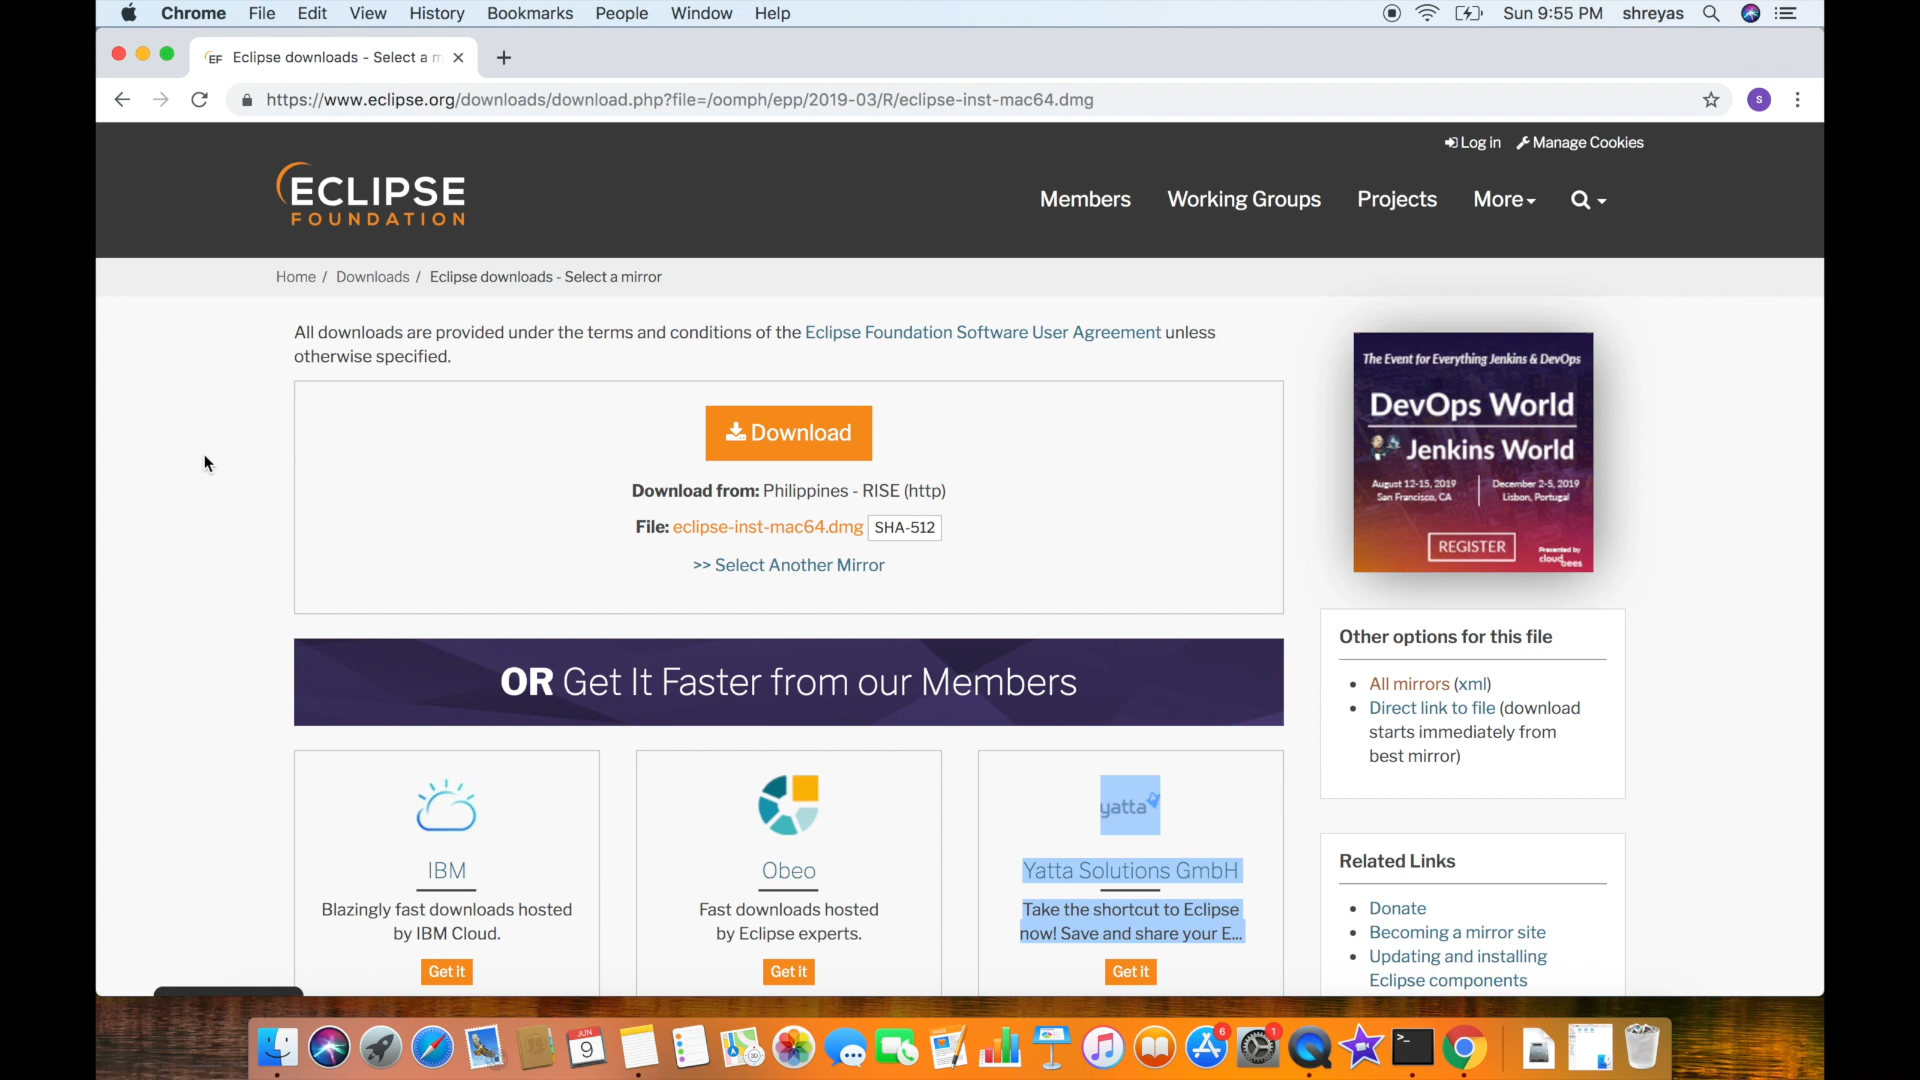 Chrome File Edit View History Bookmarks People Window Help
Sun 9:55 PM shreyas
EF Eclipse downloads - Select a m
https://www.eclipse.org/downloads/download.php?file=/oomph/epp/2019-03/R/eclipse-inst-mac64.dmg
s
Log in Manage Cookies
ECLIPSE
FOUNDATION
Members Working Groups Projects More
Home / Downloads / Eclipse downloads - Select a mirror
All downloads are provided under the terms and conditions of the Eclipse Foundation Software User Agreement unless
otherwise specified.
Download
Download from: Philippines - RISE (http)
File: eclipse-inst-mac64.dmg SHA-512
>> Select Another Mirror
The Event for Everything Jenkins & DevOps
DevOps World
Jenkins World
August 12-15, 2019
San Francisco, CA
December 2-5, 2019
Lisbon, Portugal
REGISTER
Presented by
cloudbees
OR Get It Faster from our Members
Other options for this file
All mirrors (xml)
Direct link to file (download
starts immediately from
best mirror)
IBM
Blazingly fast downloads hosted
by IBM Cloud.
Get it
Obeo
Fast downloads hosted
by Eclipse experts.
Get it
yatta
Yatta Solutions GmbH
Take the shortcut to Eclipse
now! Save and share your E...
Get it
Related Links
Donate
Becoming a mirror site
Updating and installing
Eclipse components
JUN
9
3D
6
1
>_